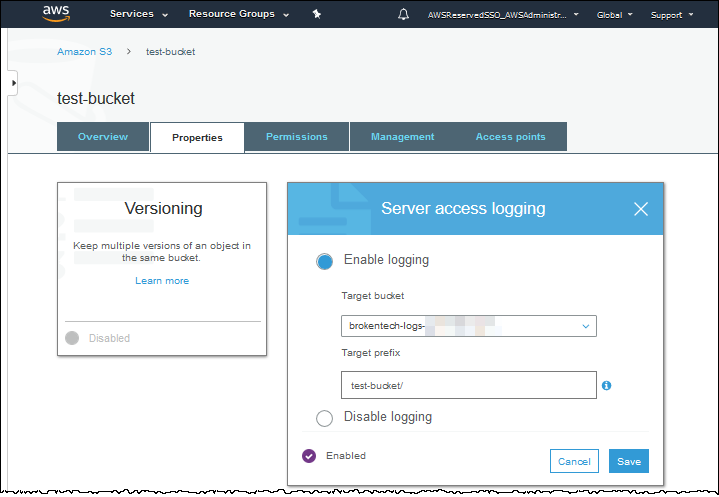 aws Services Resource Groups AWSReservedSSO_AWSAdministr... Global Support
Amazon S3 test-bucket
test-bucket
Overview Properties Permissions Management Access points
Versioning
Keep multiple versions of an object in
the same bucket.
Learn more
Disabled
Server access logging
Enable logging
Target bucket
brokentech-logs-
Target prefix
test-bucket/
Disable logging
Enabled
Cancel Save